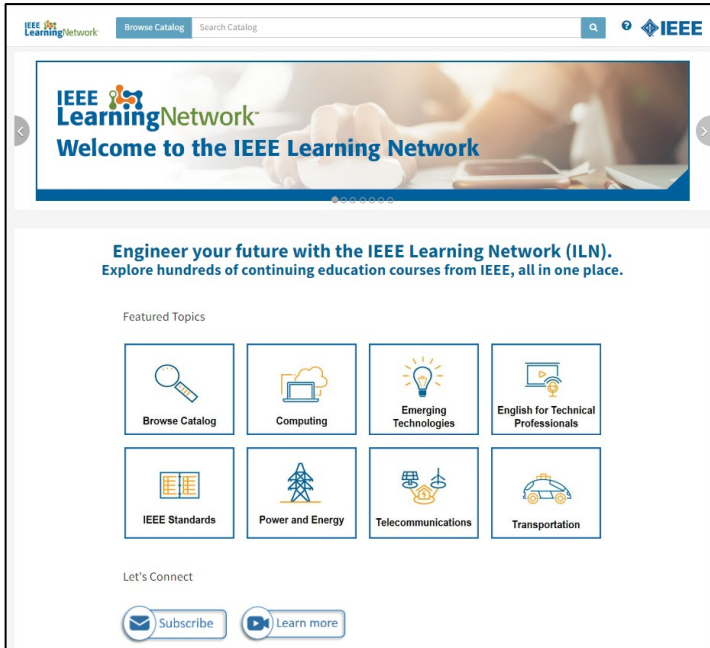 IEEE
LearningNetwork
Browse Catalog
Search Catalog
IEEE
IEEE
LearningNetwork
Welcome to the IEEE Learning Network
Engineer your future with the IEEE Learning Network (ILN).
Explore hundreds of continuing education courses from IEEE, all in one place.
Featured Topics
Browse Catalog
Computing
Emerging
Technologies
English for Technical
Professionals
IEEE Standards
Power and Energy
Telecommunications
Transportation
Let's Connect
Subscribe
Learn more